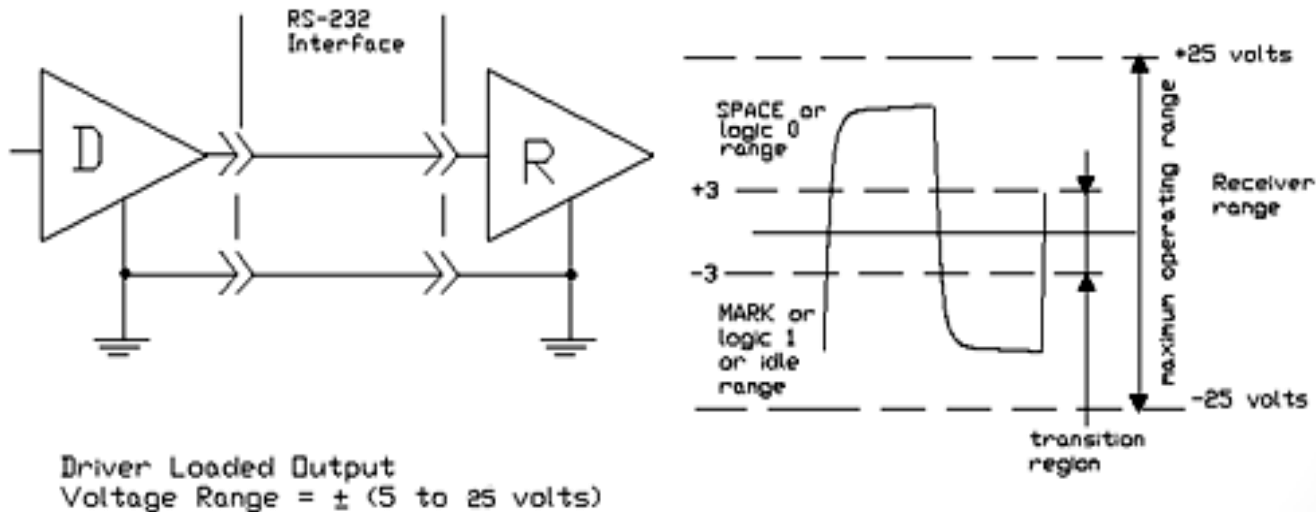 RS-232
Interface
D
R
Driver Loaded Output
Voltage Range = ± (5 to 25 volts)
+25 volts
SPACE or
logic 0
range
+3
-3
MARK or
logic 1
or idle
range
maximum operating range
Receiver
range
-25 volts
transition
region